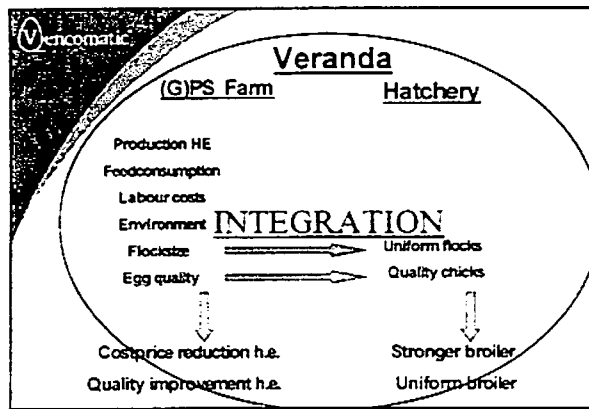 Vencomatic
Veranda
(G)PS Farm
Hatchery
Production HE
Feedconsumption
Labour costs
Environment
INTEGRATION
Flocksize
Uniform flocks
Egg quality
Quality chicks
Costprice reduction h.e.
Stronger broiler
Quality improvement h.e.
Uniform broiler